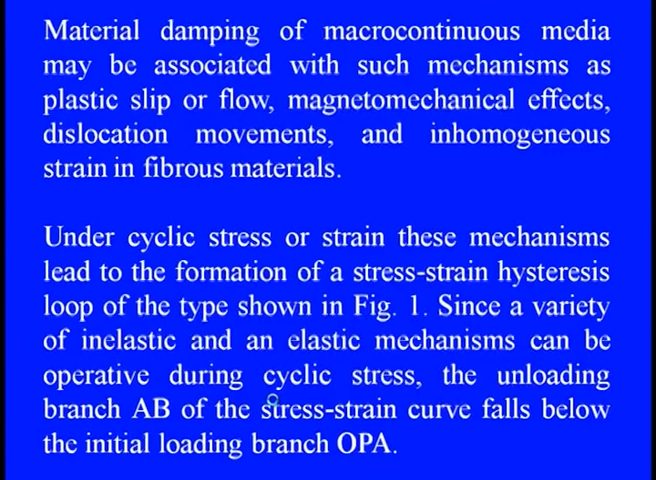 Material damping of macrocontinuous media
may be associated with such mechanisms as
plastic slip or flow, magnetomechanical effects,
dislocation movements, and inhomogeneous
strain in fibrous materials.
Under cyclic stress or strain these mechanisms
lead to the formation of a stress-strain hysteresis
loop of the type shown in Fig. 1. Since a variety
of inelastic and an elastic mechanisms can be
operative during cyclic stress, the unloading
branch AB of the stress-strain curve falls below
the initial loading branch OPA.